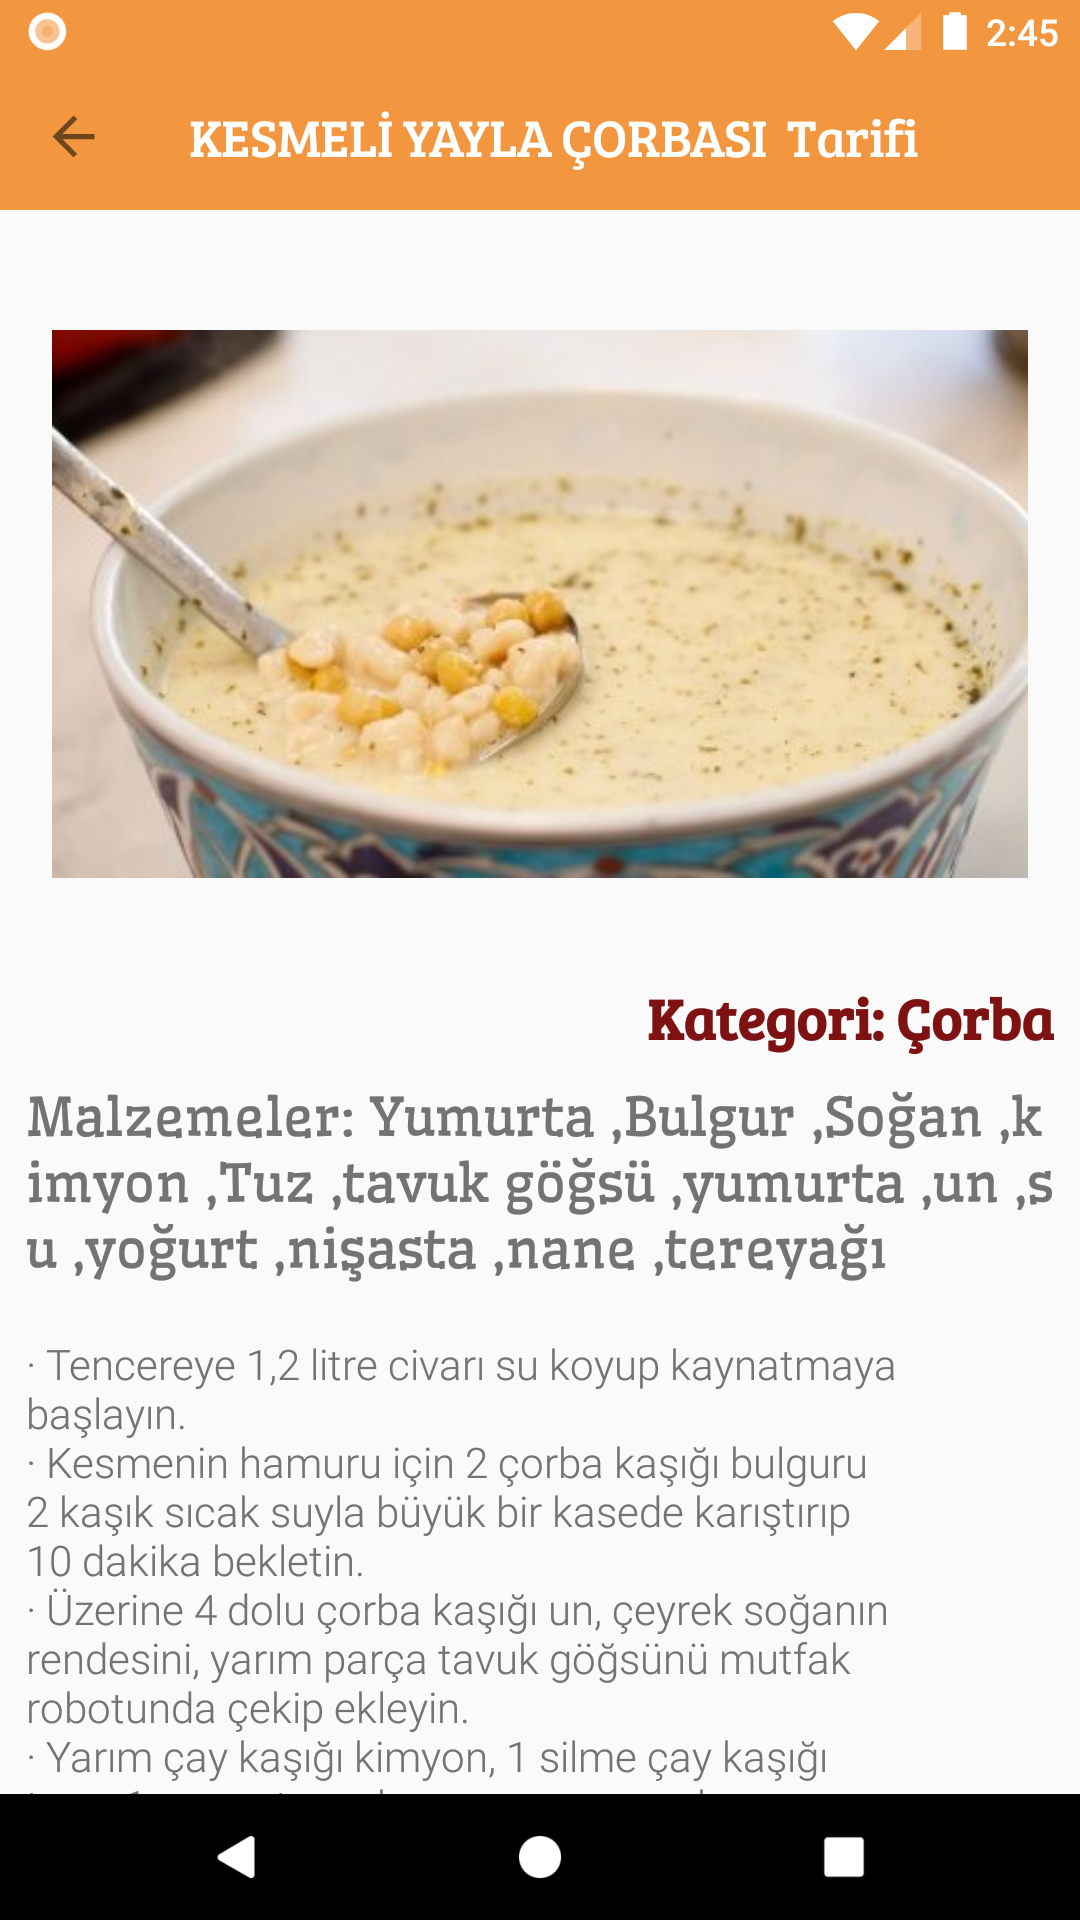 2:45
KESMELİ YAYLA ÇORBASI Tarifi
Kategori: Çorba
Malzemeler: Yumurta ,Bulgur ,Soğan ,k
imyon ,Tuz ,tavuk göğsü ,yumurta ,un ,s
u ,yoğurt ,nişasta ,nane ,tereyağı
· Tencereye 1,2 litre civarı su koyup kaynatmaya
başlayın.
· Kesmenin hamuru için 2 çorba kaşığı bulguru
2 kaşık sıcak suyla büyük bir kasede karıştırıp
10 dakika bekletin.
· Üzerine 4 dolu çorba kaşığı un, çeyrek soğanın
rendesini, yarım parça tavuk göğsünü mutfak
robotunda çekip ekleyin.
· Yarım çay kaşığı kimyon, 1 silme çay kaşığı